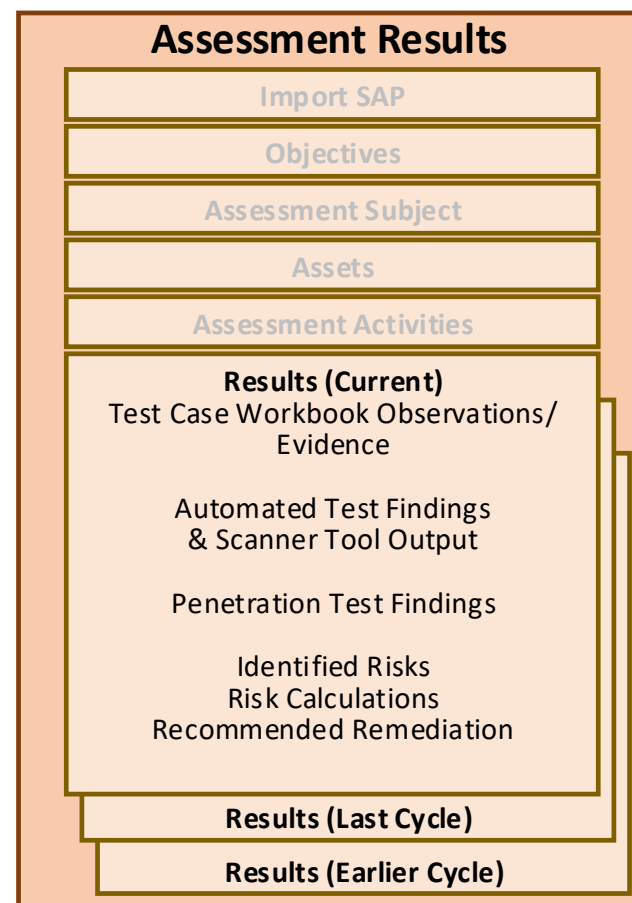 Assessment Results
Import SAP
Objectives
Assessment Subject
Assets
Assessment Activities
Results (Current)
Test Case Workbook Observations/
Evidence
Automated Test Findings
& Scanner Tool Output
Penetration Test Findings
Identified Risks
Risk Calculations
Recommended Remediation
Results (Last Cycle)
Results (Earlier Cycle)